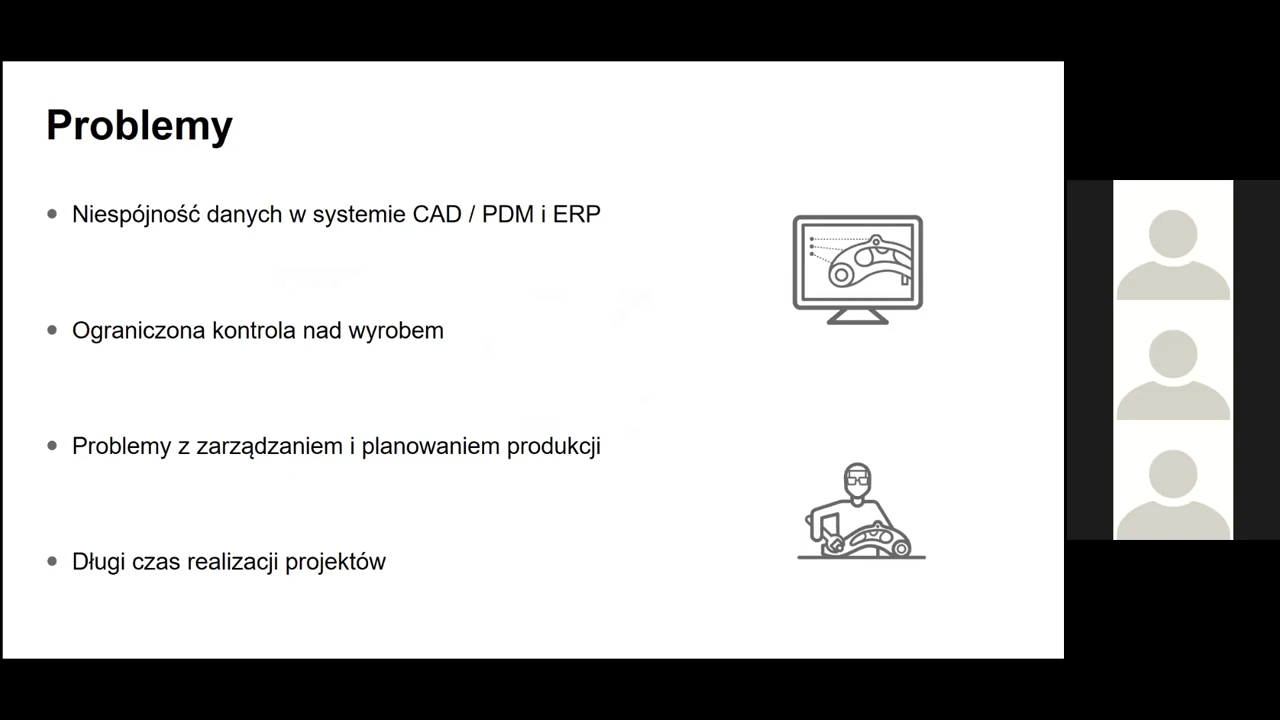 Problemy
Niespójność danych w systemie CAD / PDM i ERP
Ograniczona kontrola nad wyrobem
Problemy z zarządzaniem i planowaniem produkcji
Długi czas realizacji projektów